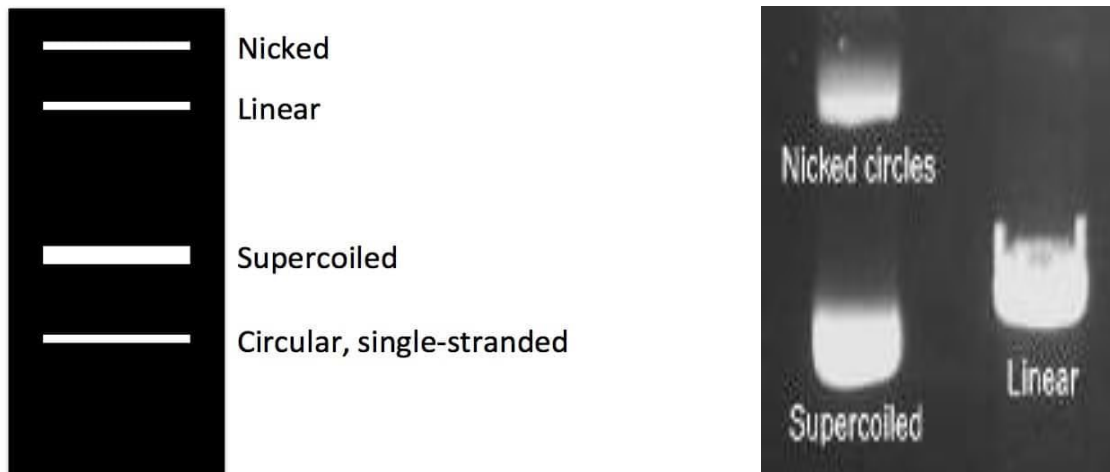 Nicked
Linear
Supercoiled
Circular, single-stranded
Nicked circles
Linear
Supercoiled